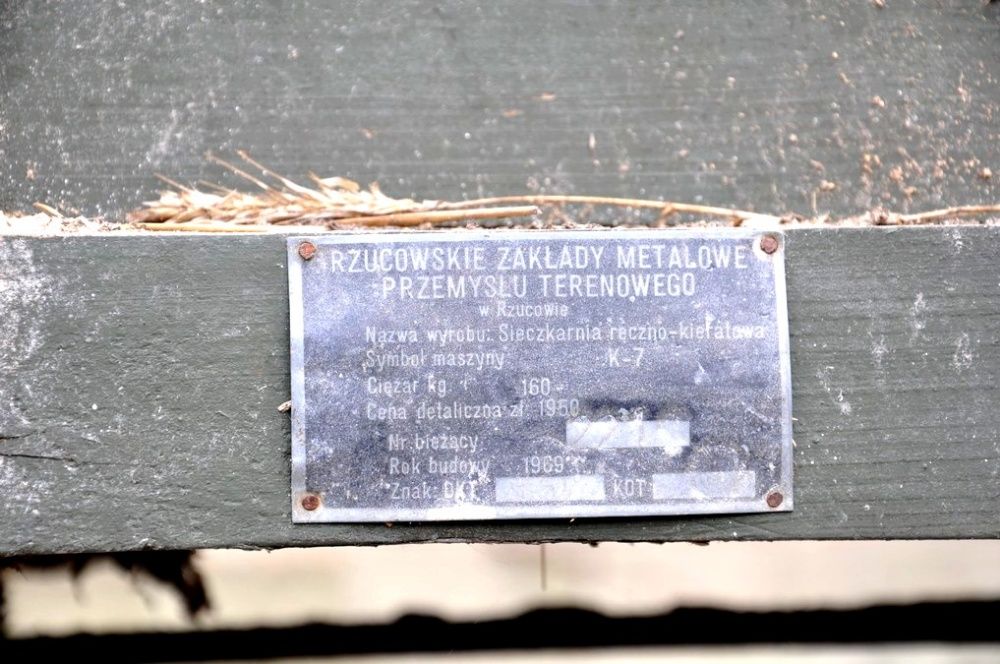 RZUCOWSKIE ZAKŁADY METALOWE
PRZEMYSŁU TERENOWEGO
w Rzucowie
Nazwa wyrobu: Sieczkarnia ręczno-kieratowa
Symbol maszyny K-7
Ciężar kg. 160-
Cena detaliczna zł 1950
Nr. bieżący
Rok budowy 1969
Znak: DKT KOT